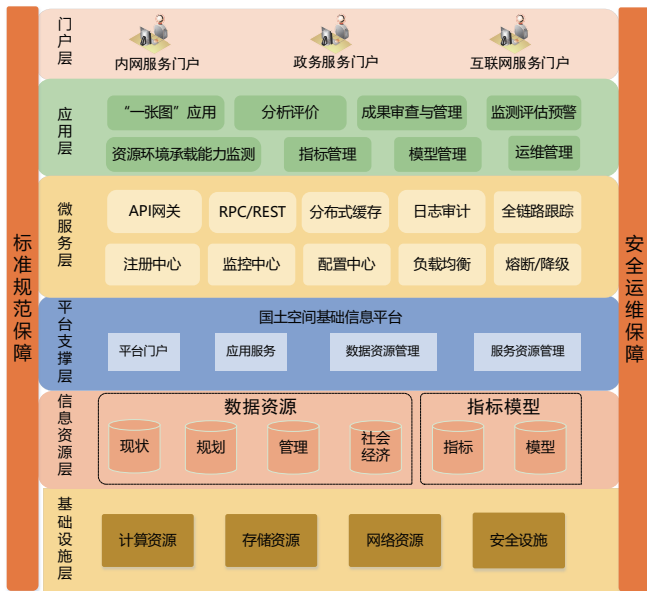 门户层
内网服务门户
政务服务门户
互联网服务门户
应用层
“一张图”应用
分析评价
成果审查与管理
监测评估预警
资源环境承载能力监测
指标管理
模型管理
运维管理
微服务层
API网关
RPC/REST
分布式缓存
日志审计
全链路跟踪
注册中心
监控中心
配置中心
负载均衡
熔断/降级
标准规范保障
安全运维保障
平台支撑层
国土空间基础信息平台
平台门户
应用服务
数据资源管理
服务资源管理
信息资源层
数据资源
现状
规划
管理
社会
经济
指标模型
指标
模型
基础设施层
计算资源
存储资源
网络资源
安全设施